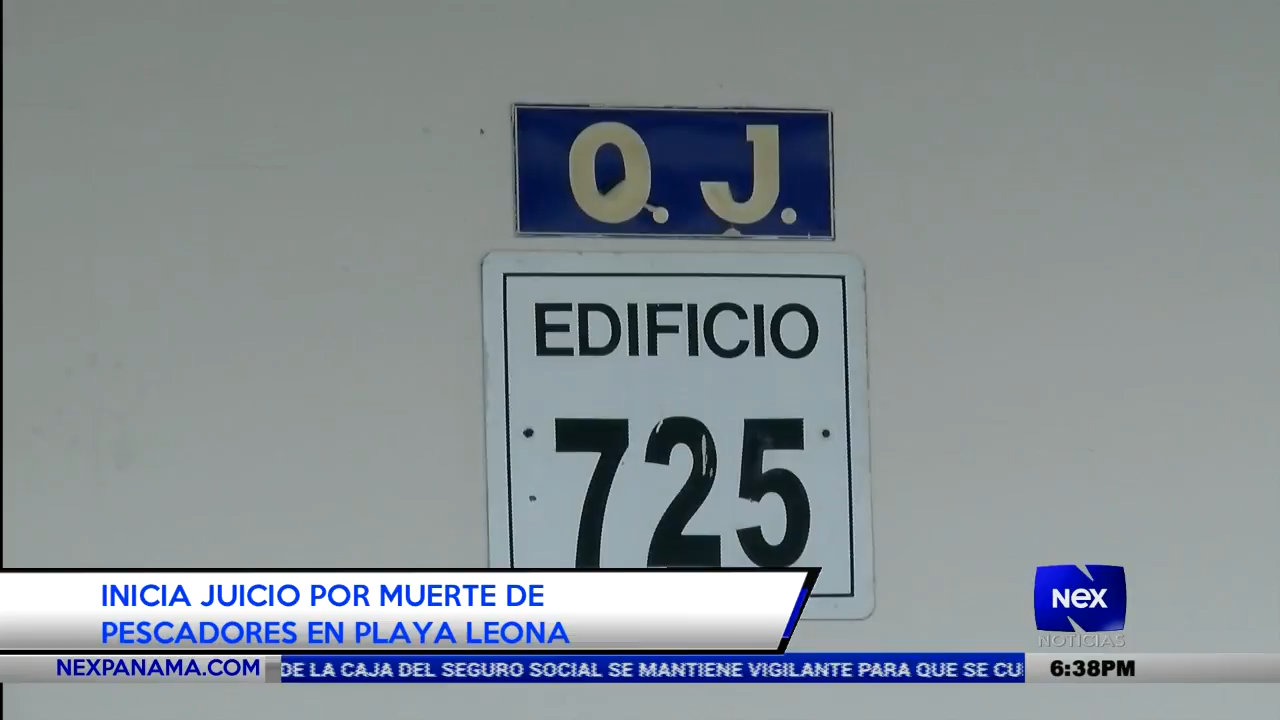 O. J.
EDIFICIO
725
INICIA JUICIO POR MUERTE DE
PESCADORES EN PLAYA LEONA
NEX
NOTICIAS
NEXPANAMA.COM
DE LA CAJA DEL SEGURO SOCIAL SE MANTIENE VIGILANTE PARA QUE SE CU
6:38PM